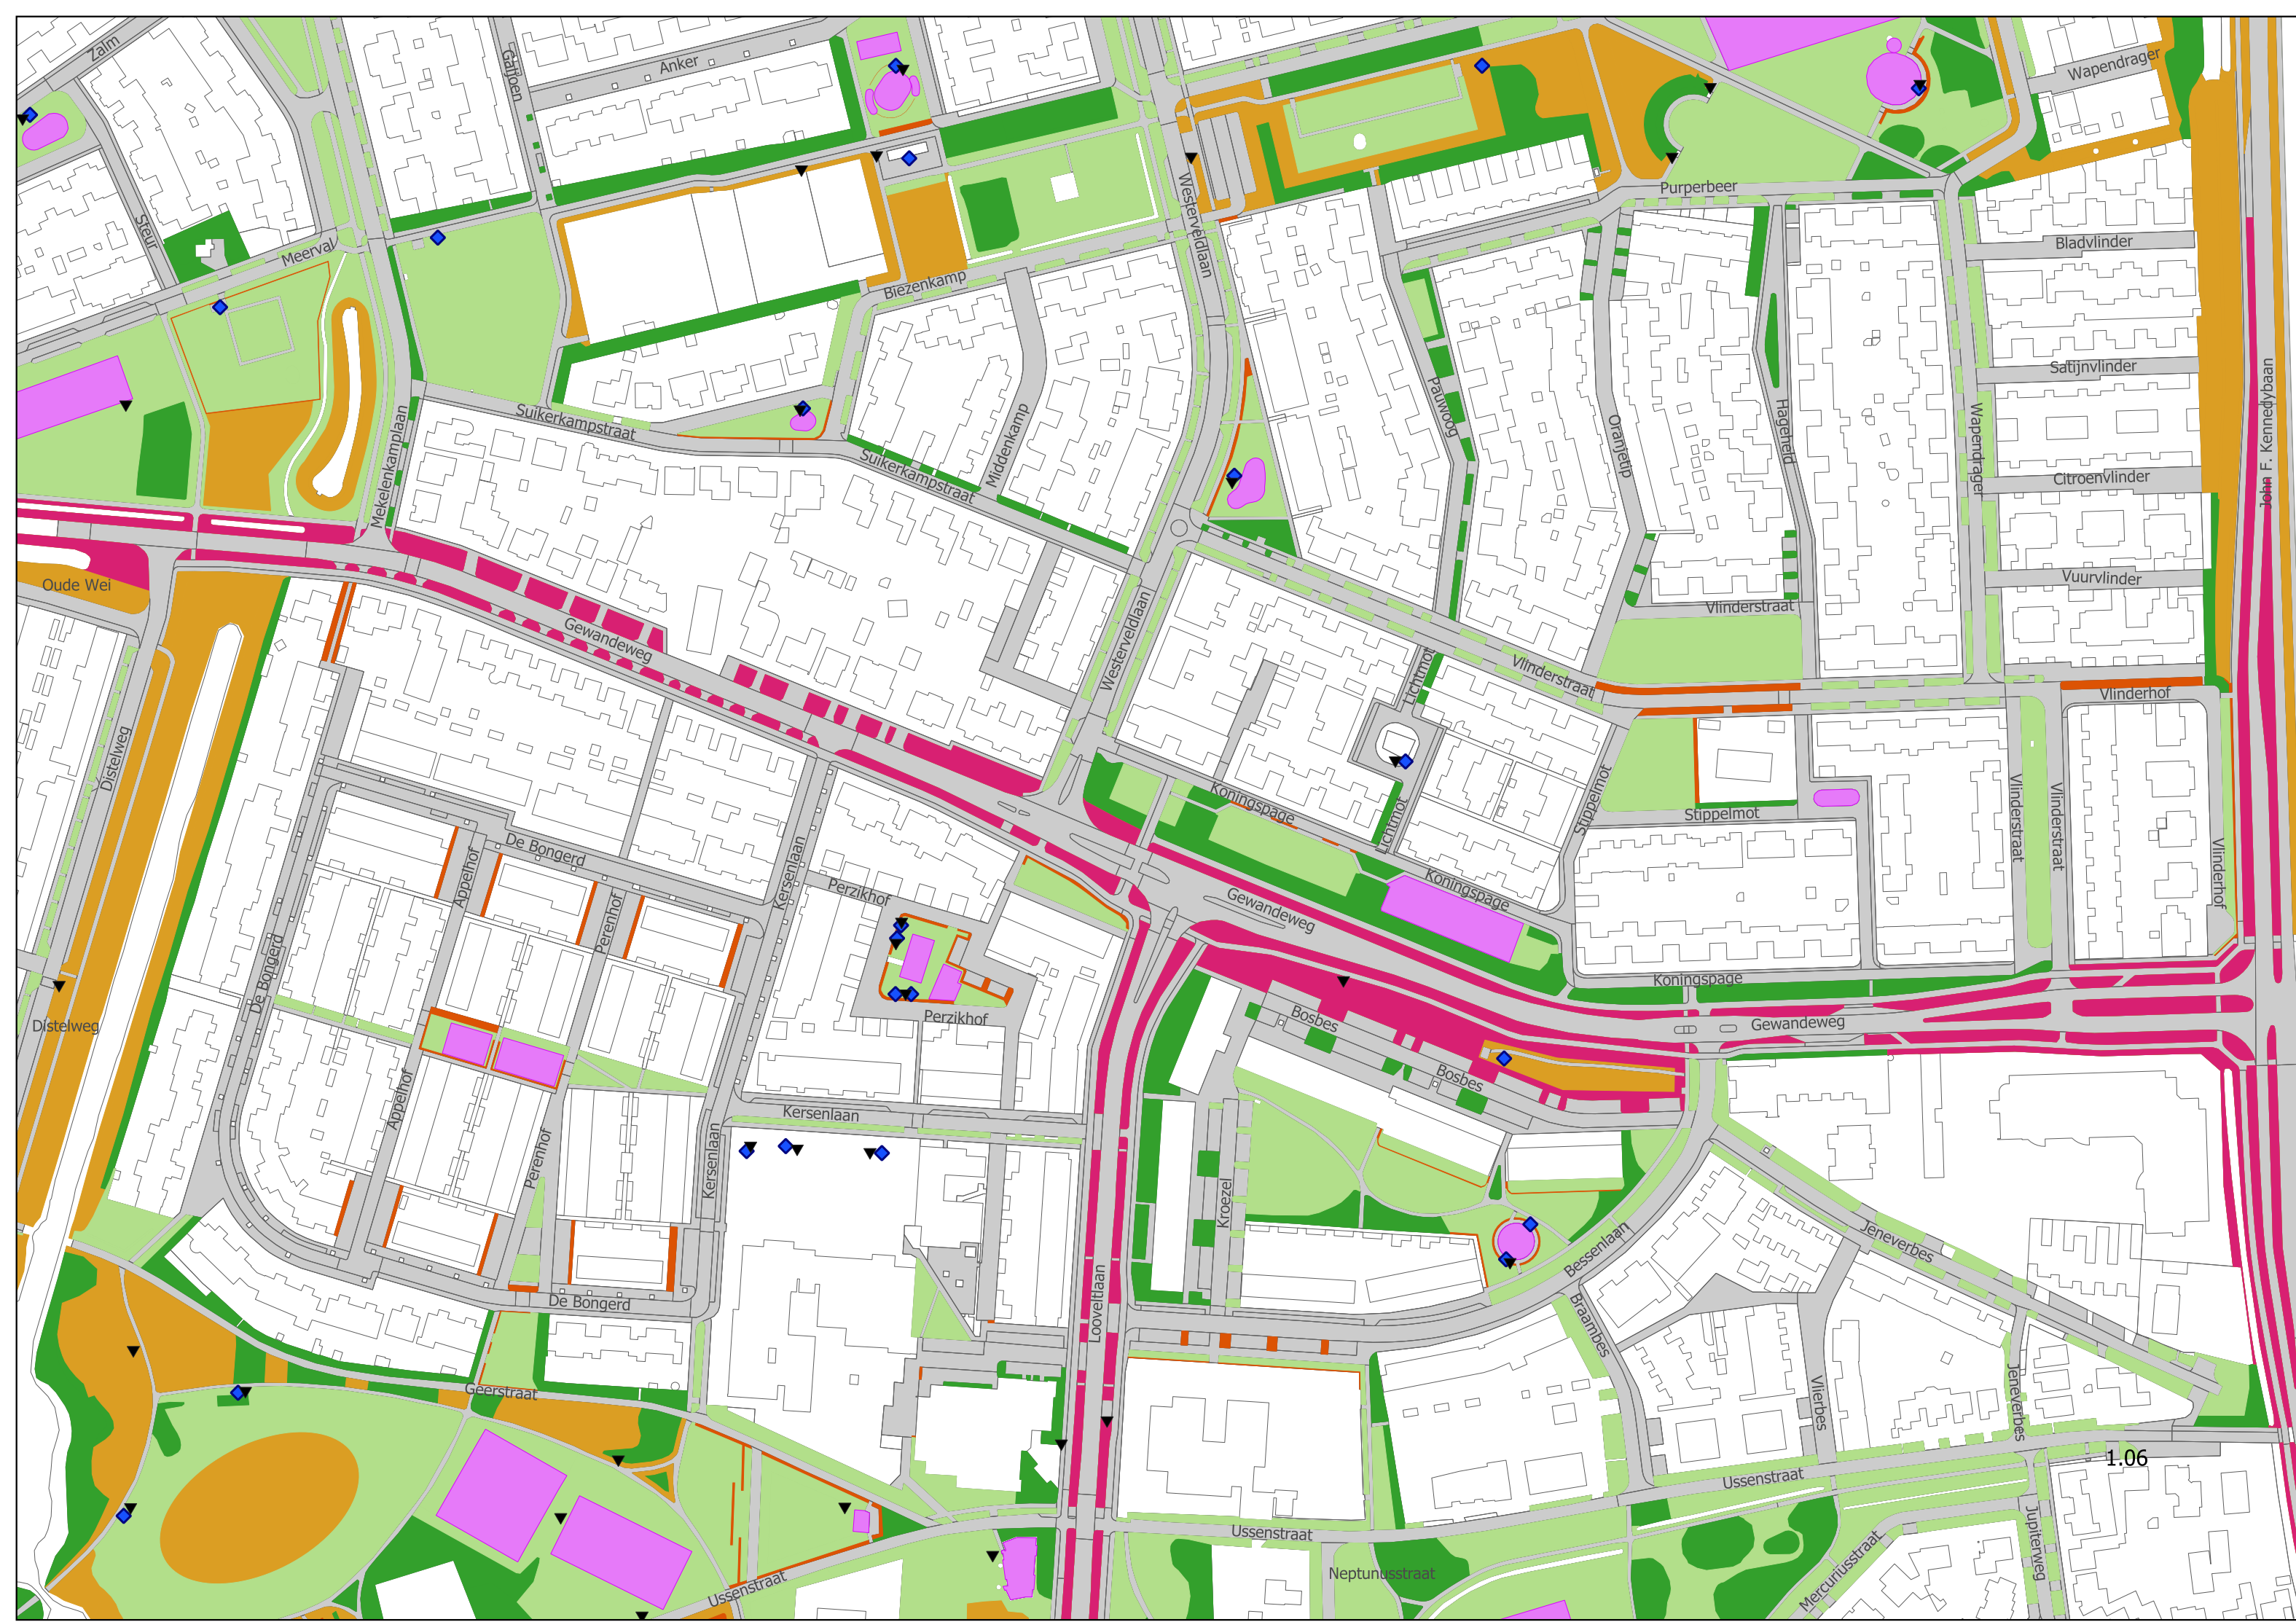 Zalm
Galjoen
Anker
Wapendrager
Steur
Meerval
Westerveldlaan
Purperbeer
Bladvlinder
Biezenkamp
Satijnvlinder
John F. Kennedybaan
Mekelenkamplaan
Suikerkampstraat
Middenkamp
Suikerkampstraat
Pauwoog
Oranjetip
Hageheld
Wapendrager
Citroenvlinder
Vuurvlinder
Oude Wei
Gewandeweg
Westerveldlaan
Vlinderstraat
Lichtmot
Vlinderstraat
Vlinderhof
Distelweg
Koningspage
Lichtmot
Stippelmot
Stippelmot
Vlinderstraat
Vlinderstraat
Vlinderhof
De Bongerd
Appelhof
Kersenlaan
Perzikhof
Koningspage
Gewandeweg
Perenhof
De Bongerd
Koningspage
Distelweg
Perzikhof
Bosbes
Gewandeweg
Bosbes
Appelhof
Kersenlaan
Perenhof
Kersenlaan
Kroezel
Bessenlaan
Jeneverbes
De Bongerd
Looveltlaan
Braambes
Geerstraat
Vlierbes
Jeneverbes
1.06
Ussenstraat
Ussenstraat
Jupiterweg
Mercuriusstraat
Neptunusstraat
Ussenstraat